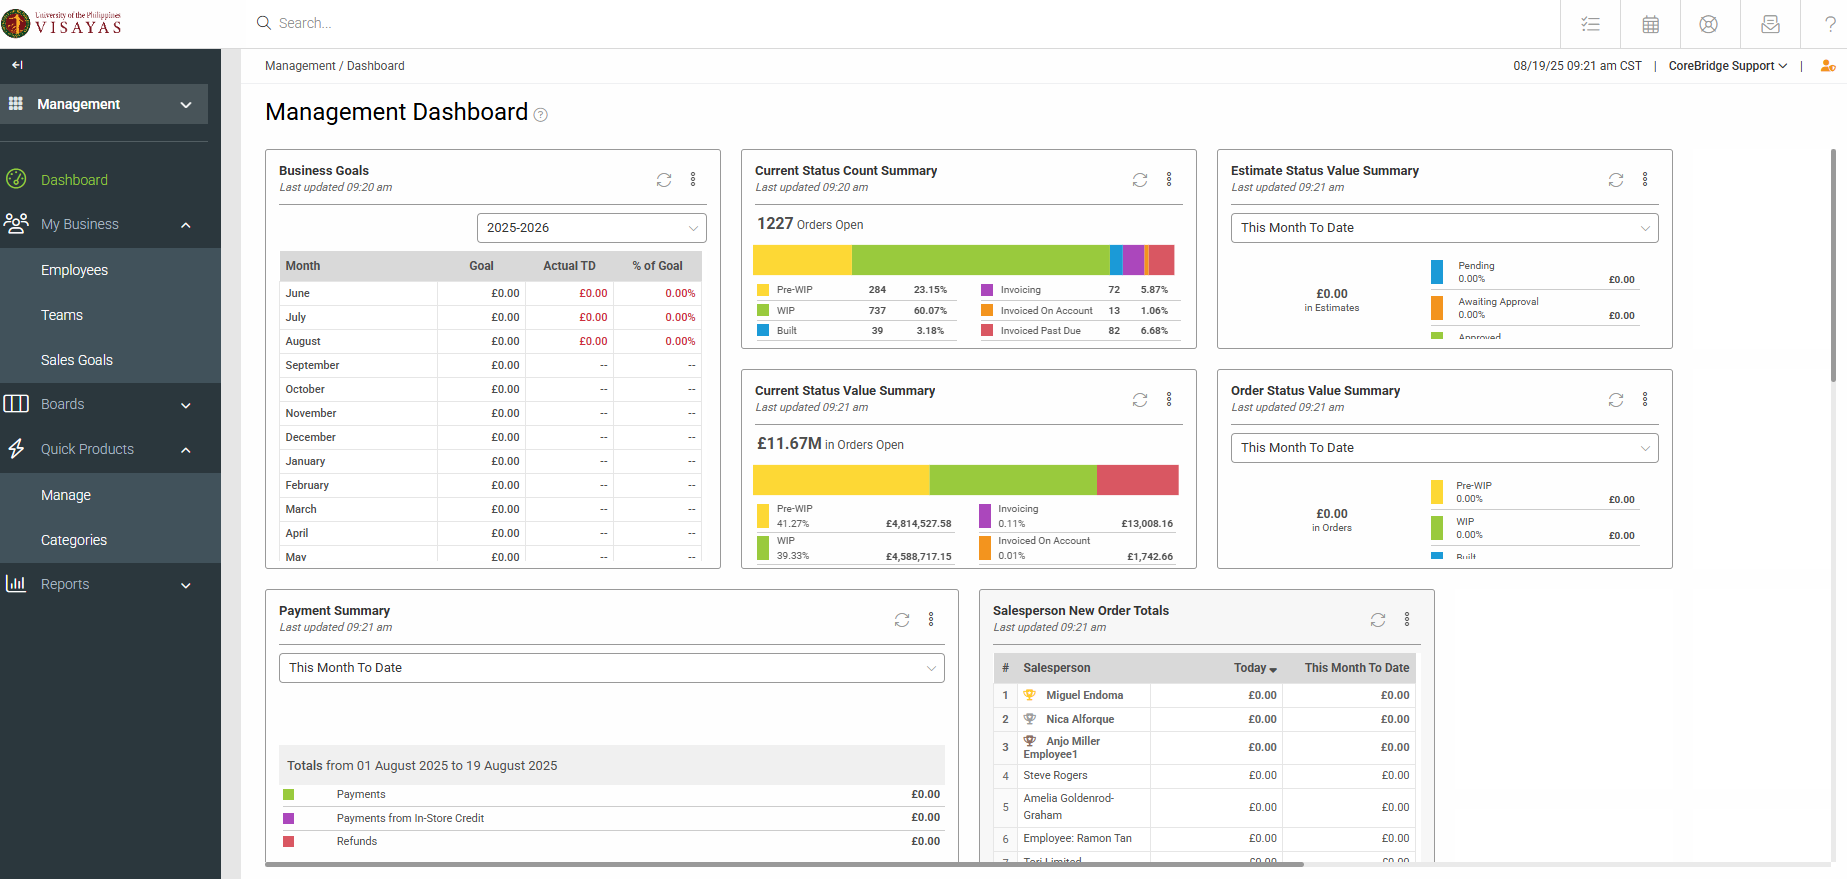 University of the Philippines
VISAYAS
Search...
?
Management / Dashboard
08/19/25 09:21 am CST | CoreBridge Support |
Management
Dashboard
My Business
Employees
Teams
Sales Goals
Boards
Quick Products
Manage
Categories
Reports
Management Dashboard ?
Business Goals
Last updated 09:20 am
2025-2026
Month Goal Actual TD % of Goal
June £0.00 £0.00 0.00%
July £0.00 £0.00 0.00%
August £0.00 £0.00 0.00%
September £0.00 -- --
October £0.00 -- --
November £0.00 -- --
December £0.00 -- --
January £0.00 -- --
February £0.00 -- --
March £0.00 -- --
April £0.00 -- --
May £0.00 -- --
Current Status Count Summary
Last updated 09:20 am
1227 Orders Open
Pre-WIP 284 23.15%
WIP 737 60.07%
Built 39 3.18%
Invoicing 72 5.87%
Invoiced On Account 13 1.06%
Invoiced Past Due 82 6.68%
Estimate Status Value Summary
Last updated 09:21 am
This Month To Date
£0.00
in Estimates
Pending
0.00% £0.00
Awaiting Approval
0.00% £0.00
Approved
Current Status Value Summary
Last updated 09:21 am
£11.67M in Orders Open
Pre-WIP
41.27% £4,814,527.58
WIP
39.33% £4,588,717.15
Invoicing
0.11% £13,008.16
Invoiced On Account
0.01% £1,742.66
Order Status Value Summary
Last updated 09:21 am
This Month To Date
£0.00
in Orders
Pre-WIP
0.00% £0.00
WIP
0.00% £0.00
Built
Payment Summary
Last updated 09:21 am
This Month To Date
Totals from 01 August 2025 to 19 August 2025
Payments £0.00
Payments from In-Store Credit £0.00
Refunds £0.00
Salesperson New Order Totals
Last updated 09:21 am
# Salesperson Today This Month To Date
1 Miguel Endoma £0.00 £0.00
2 Nica Alforque £0.00 £0.00
3 Anjo Miller
Employee1 £0.00 £0.00
4 Steve Rogers £0.00 £0.00
5 Amelia Goldenrod-
Graham £0.00 £0.00
6 Employee: Ramon Tan £0.00 £0.00
7 Tori Limited £0.00 £0.00